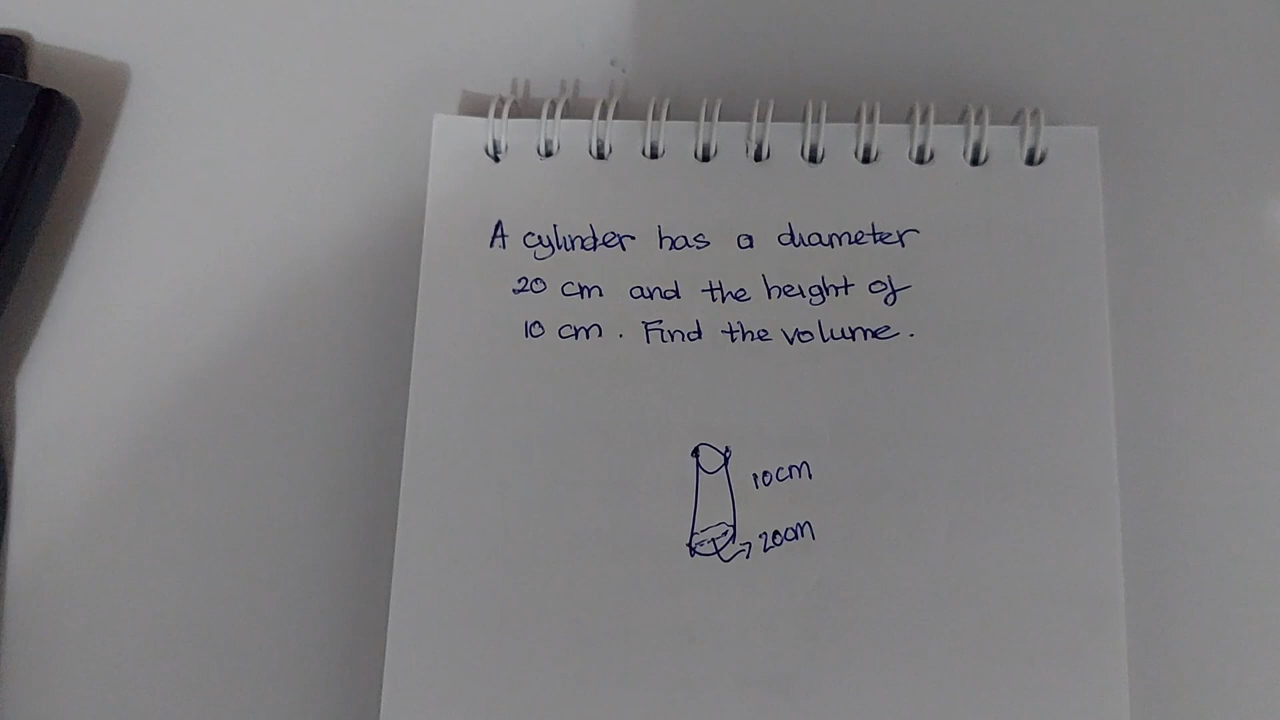 A cylinder has a diameter
20 cm and the height of
10 cm. Find the volume.
10cm
20cm